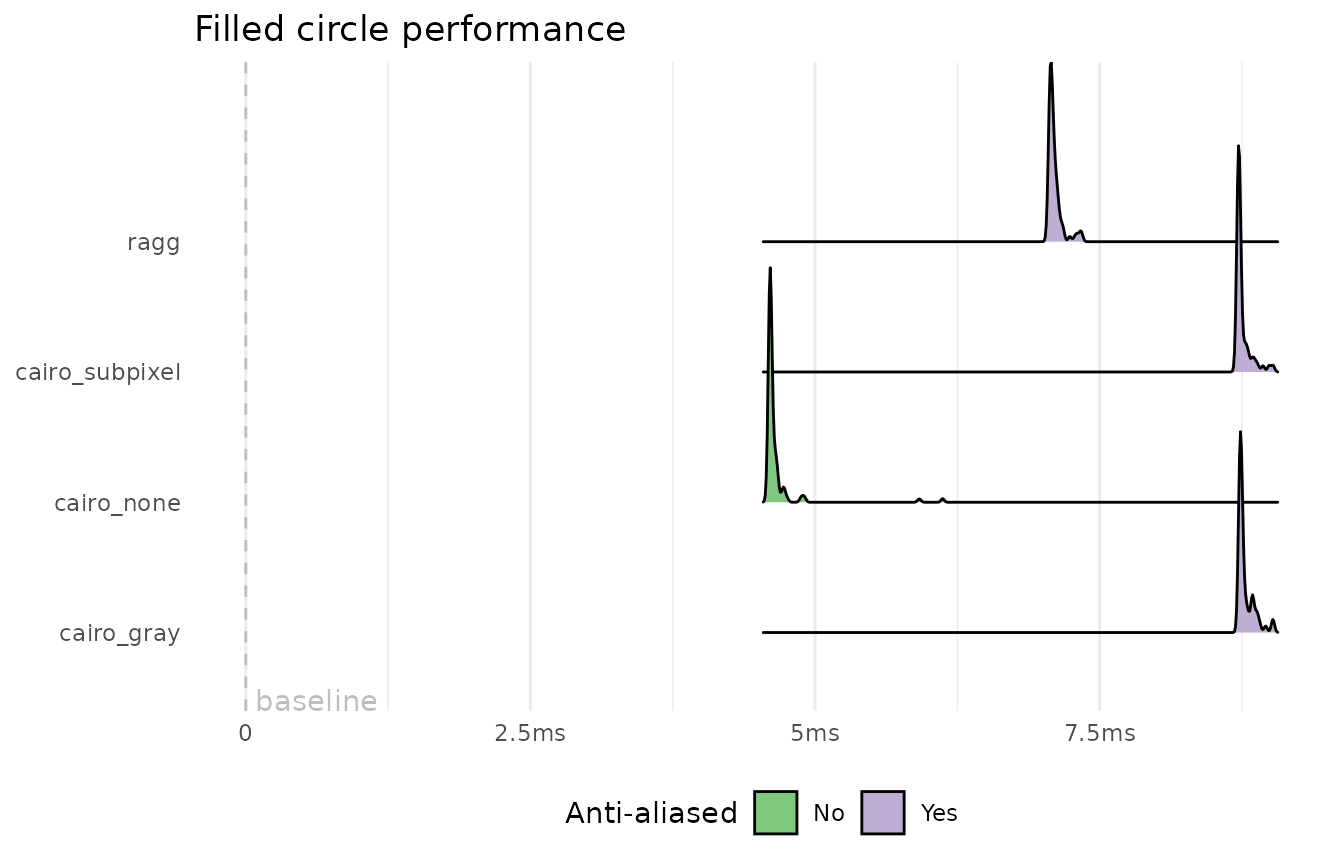 Filled circle performance
ragg
cairo_subpixel
cairo_none
cairo_gray
baseline
0 2.5ms 5ms 7.5ms
Anti-aliased No Yes